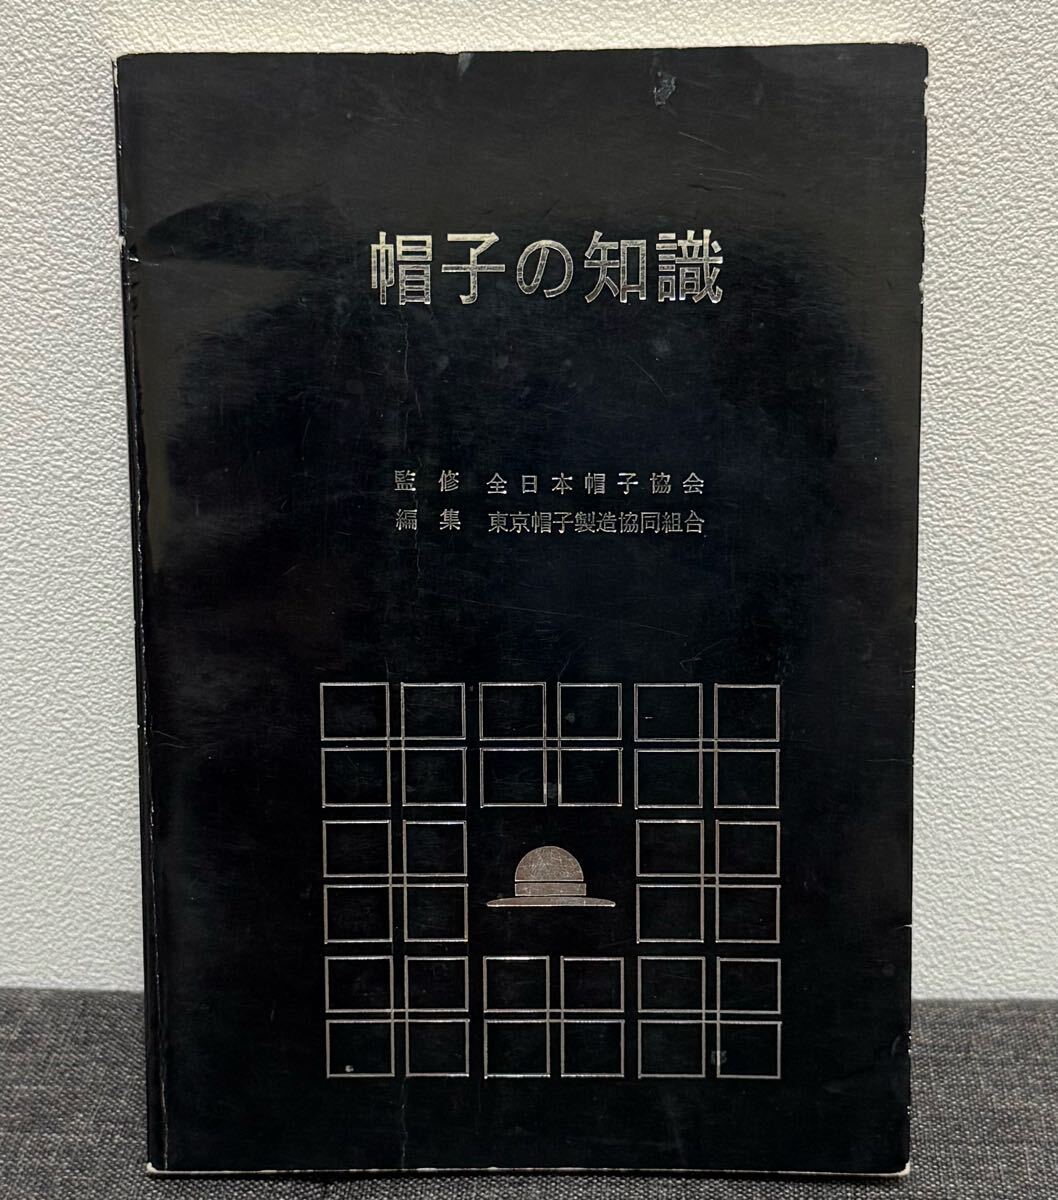 帽子の知識
監修 全日本帽子協会
編集 東京帽子製造協同組合